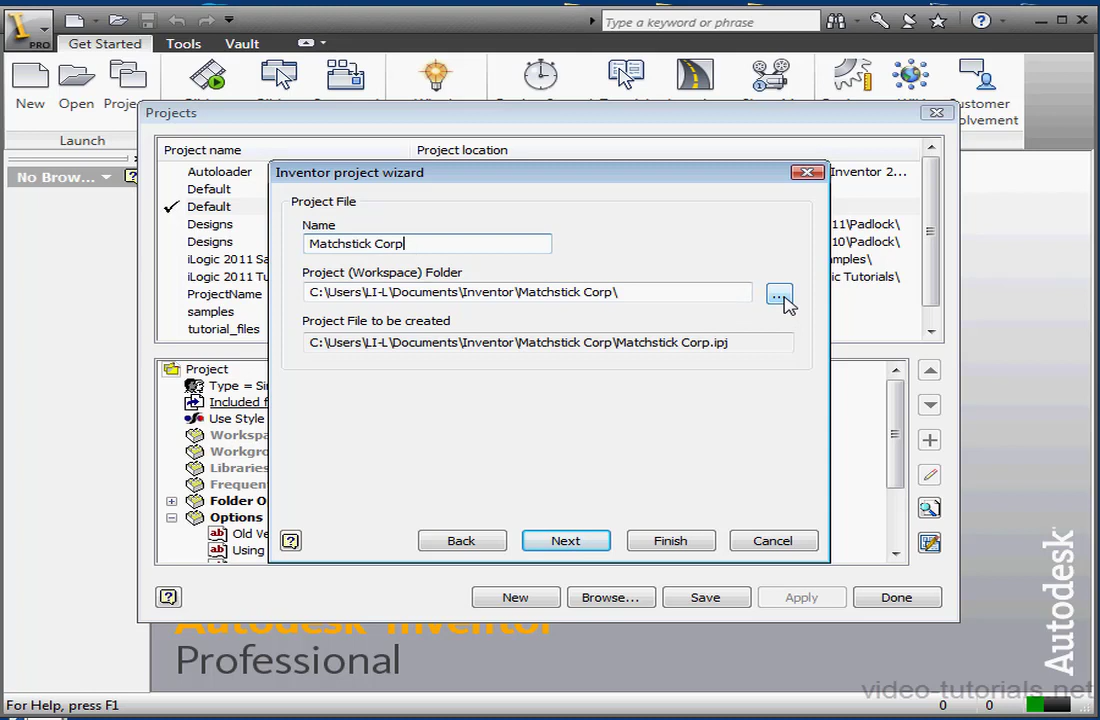 PRO
Type a keyword or phrase
Get Started
Tools
Vault
New
Open
Launch
Customer
Projects
Project name
Project location
Autoloader
Inventor 2...
Default
Default
Designs
11\Padlock\
Designs
10\Padlock\
iLogic 2011 Sa
mples\
iLogic 2011 Tu
ic Tutorials\
ProjectName
samples
tutorial_files
No Brow...
Inventor project wizard
Project File
Name
Matchstick Corp
Project (Workspace) Folder
C:\Users\LI-L\Documents\Inventor\Matchstick Corp\
...
Project File to be created
C:\Users\LI-L\Documents\Inventor\Matchstick Corp\Matchstick Corp.ipj
Back
Next
Finish
Cancel
Project
Type = Si
Included f
Use Style
Workspa
Workgro
Libraries
Frequen
Folder O
Options
Old Ve
Using
New
Browse...
Save
Apply
Done
Autodesk Inventor
Professional
Autodesk
video-tutorials.net
For Help, press F1
0
0